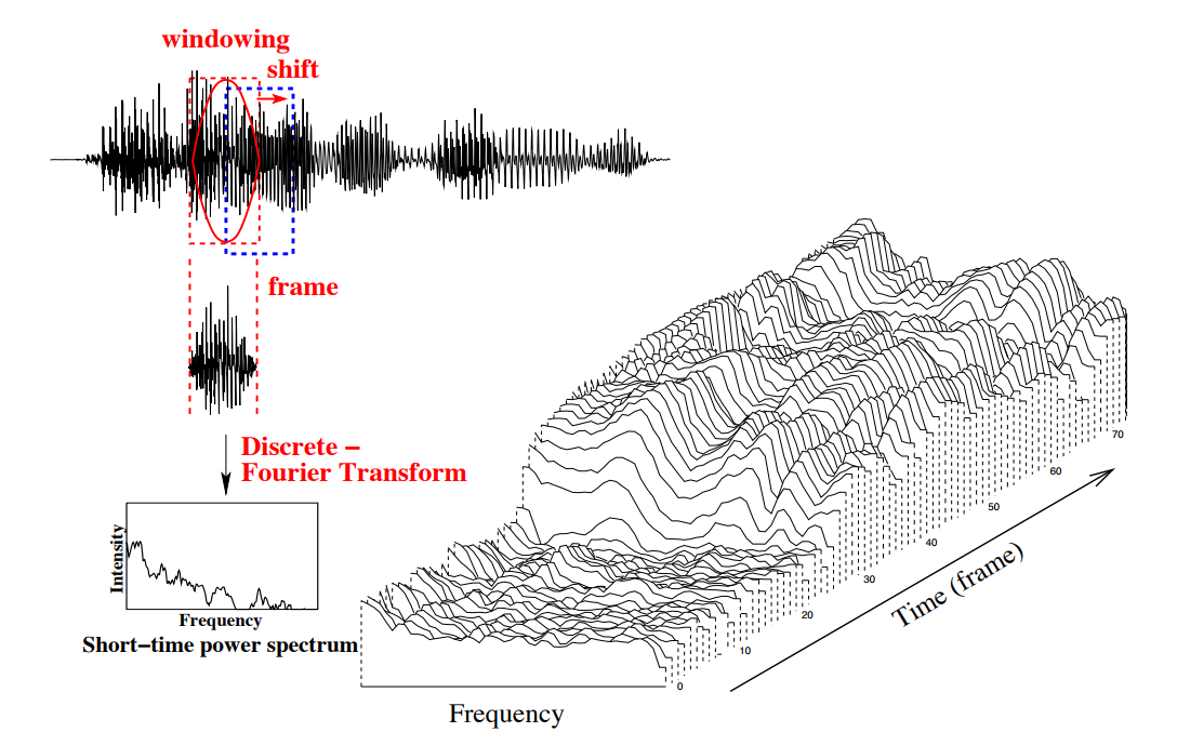 windowing
shift
frame
Discrete –
Fourier Transform
Intensity
Frequency
Short–time power spectrum
0
10
20
30
40
50
60
70
Time (frame)
Frequency